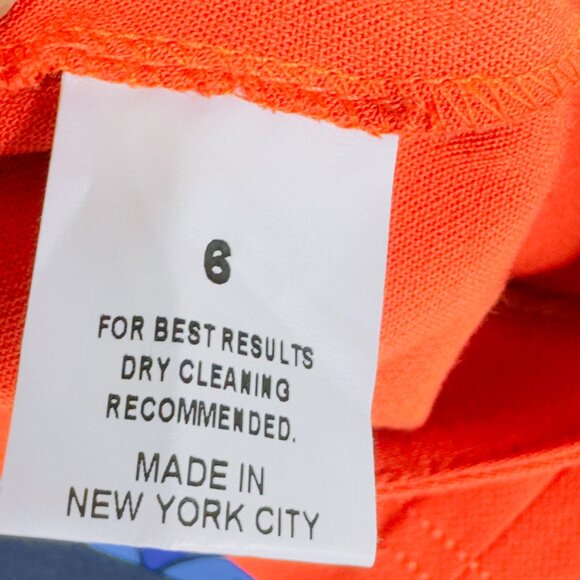 6
FOR BEST RESULTS
DRY CLEANING
RECOMMENDED.
MADE IN
NEW YORK CITY